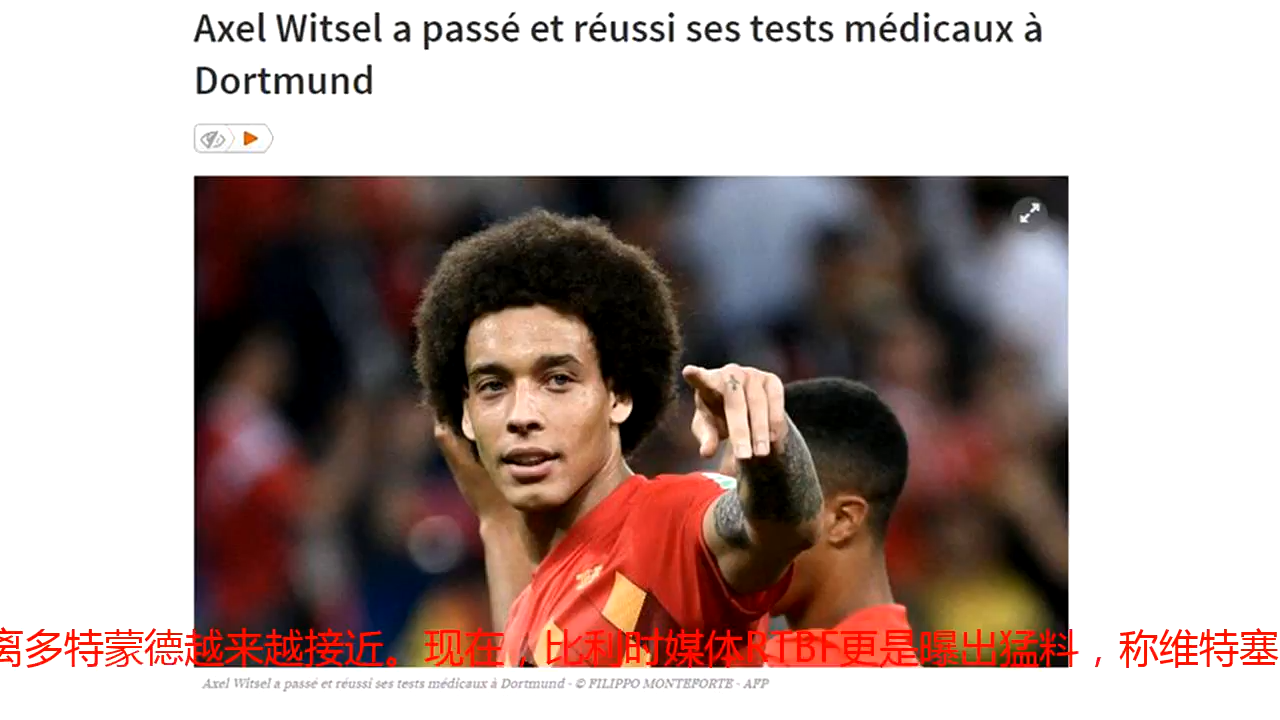 Axel Witsel a passé et réussi ses tests médicaux à
Dortmund
离多特蒙德越来越接近。现在，比利时媒体RTBF更是曝出猛料，称维特塞
Axel Witsel a passé et réussi ses tests médicaux à Dortmund - © FILIPPO MONTEFORTE - AFP